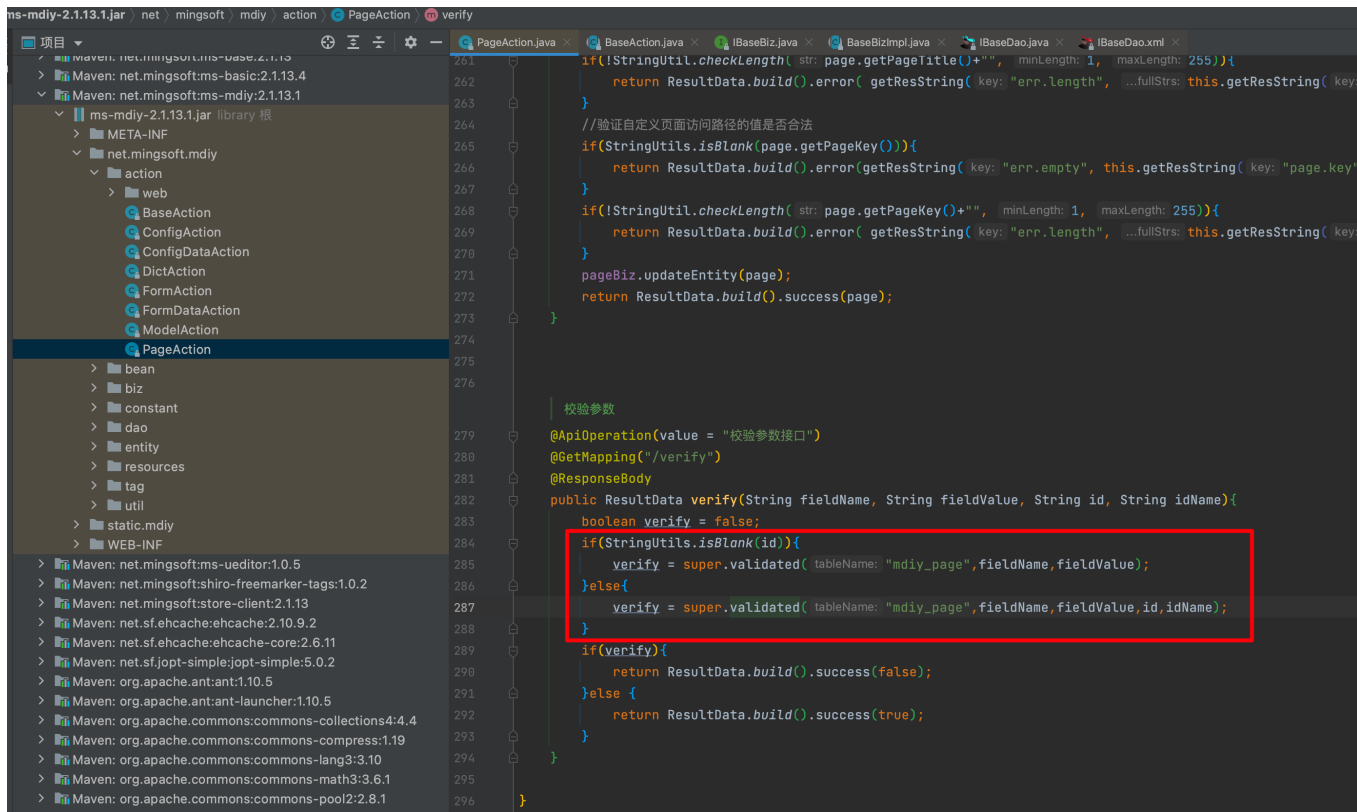 ms-mdiy-2.1.13.1.jar 〉 net 〉 mingsoft 〉 mdiy 〉 action 〉 PageAction 〉 verify
项目
PageAction.java × BaseAction.java × IBaseBiz.java × BaseBizImpl.java × IBaseDao.java × IBaseDao.xml ×
Maven: net.mingsoft:ms-base:2.1.13
Maven: net.mingsoft:ms-basic:2.1.13.4
Maven: net.mingsoft:ms-mdiy:2.1.13.1
ms-mdiy-2.1.13.1.jar library 根
META-INF
net.mingsoft.mdiy
action
web
BaseAction
ConfigAction
ConfigDataAction
DictAction
FormAction
FormDataAction
ModelAction
PageAction
bean
biz
constant
dao
entity
resources
tag
util
static.mdiy
WEB-INF
Maven: net.mingsoft:ms-ueditor:1.0.5
Maven: net.mingsoft:shiro-freemarker-tags:1.0.2
Maven: net.mingsoft:store-client:2.1.13
Maven: net.sf.ehcache:ehcache:2.10.9.2
Maven: net.sf.ehcache:ehcache-core:2.6.11
Maven: net.sf.jopt-simple:jopt-simple:5.0.2
Maven: org.apache.ant:ant:1.10.5
Maven: org.apache.ant:ant-launcher:1.10.5
Maven: org.apache.commons:commons-collections4:4.4
Maven: org.apache.commons:commons-compress:1.19
Maven: org.apache.commons:commons-lang3:3.10
Maven: org.apache.commons:commons-math3:3.6.1
Maven: org.apache.commons:commons-pool2:2.8.1
261 if(!StringUtil.checkLength( str: page.getPageTitle()+"", minLength: 1, maxLength: 255)){
262 return ResultData.build().error( getResString( key: "err.length", ...fullStrs: this.getResString( key:
263 }
264 //验证自定义页面访问路径的值是否合法
265 if(StringUtils.isBlank(page.getPageKey())){
266 return ResultData.build().error(getResString( key: "err.empty", this.getResString( key: "page.key"
267 }
268 if(!StringUtil.checkLength( str: page.getPageKey()+"", minLength: 1, maxLength: 255)){
269 return ResultData.build().error( getResString( key: "err.length", ...fullStrs: this.getResString( key:
270 }
271 pageBiz.updateEntity(page);
272 return ResultData.build().success(page);
273 }
274
275
276
校验参数
279 @ApiOperation(value = "校验参数接口")
280 @GetMapping("/verify")
281 @ResponseBody
282 public ResultData verify(String fieldName, String fieldValue, String id, String idName){
283 boolean verify = false;
284 if(StringUtils.isBlank(id)){
285 verify = super.validated( tableName: "mdiy_page",fieldName,fieldValue);
286 }else{
287 verify = super.validated( tableName: "mdiy_page",fieldName,fieldValue,id,idName);
288 }
289 if(verify){
290 return ResultData.build().success(false);
291 }else {
292 return ResultData.build().success(true);
293 }
294 }
295
296 }